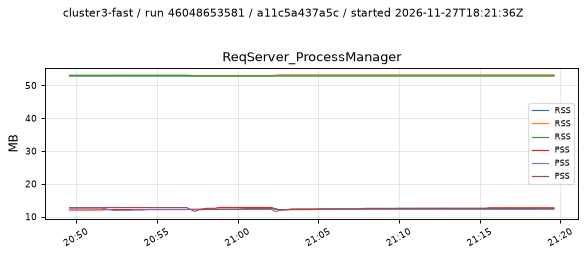 cluster3-fast / run 46048653581 / a11c5a437a5c / started 2026-11-27T18:21:36Z
ReqServer_ProcessManager
MB
50
40
30
20
10
RSS
RSS
RSS
PSS
PSS
PSS
20:50
20:55
21:00
21:05
21:10
21:15
21:20